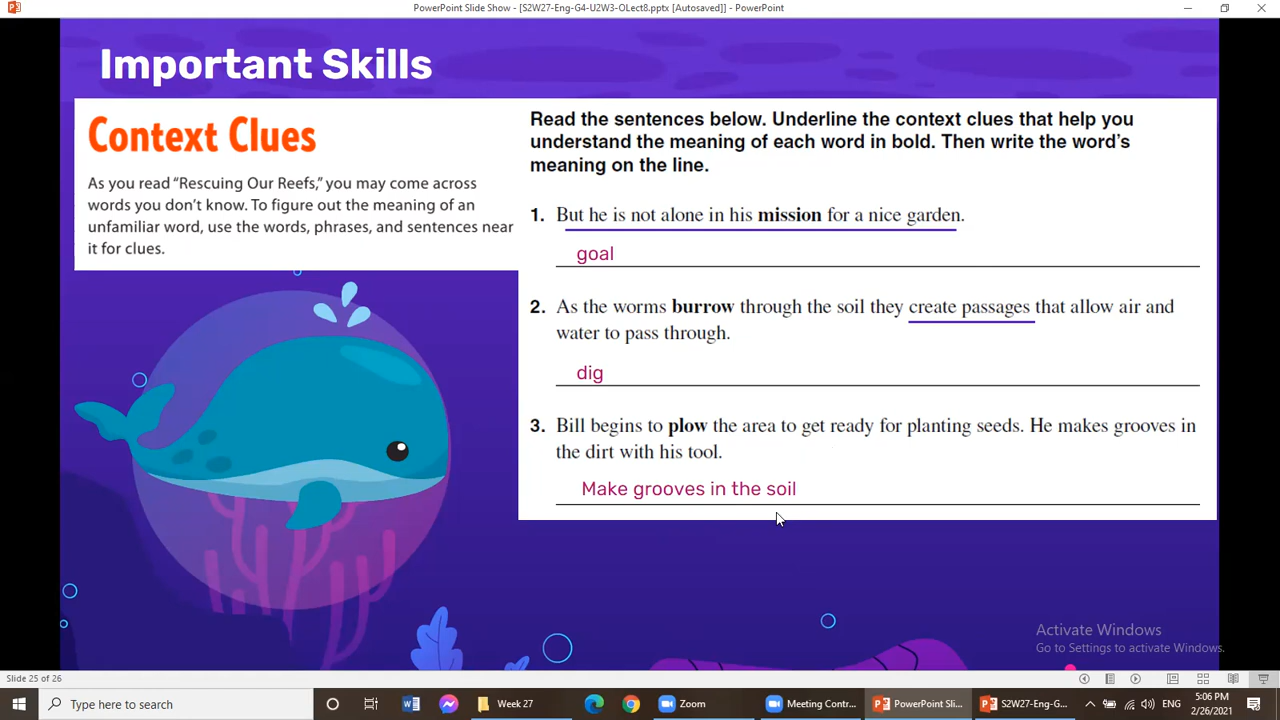 PowerPoint Slide Show - [S2W27-Eng-G4-U2W3-OLect8.pptx [Autosaved]] - PowerPoint
Important Skills
Context Clues
As you read “Rescuing Our Reefs,” you may come across
words you don’t know. To figure out the meaning of an
unfamiliar word, use the words, phrases, and sentences near
it for clues.
Read the sentences below. Underline the context clues that help you
understand the meaning of each word in bold. Then write the word’s
meaning on the line.
1. But he is not alone in his mission for a nice garden.
goal
2. As the worms burrow through the soil they create passages that allow air and
water to pass through.
dig
3. Bill begins to plow the area to get ready for planting seeds. He makes grooves in
the dirt with his tool.
Make grooves in the soil
Activate Windows
Go to Settings to activate Windows.
Slide 25 of 26
Type here to search
Week 27
Zoom
Meeting Contr...
PowerPoint Sli...
S2W27-Eng-G...
ENG
5:06 PM
2/26/2021